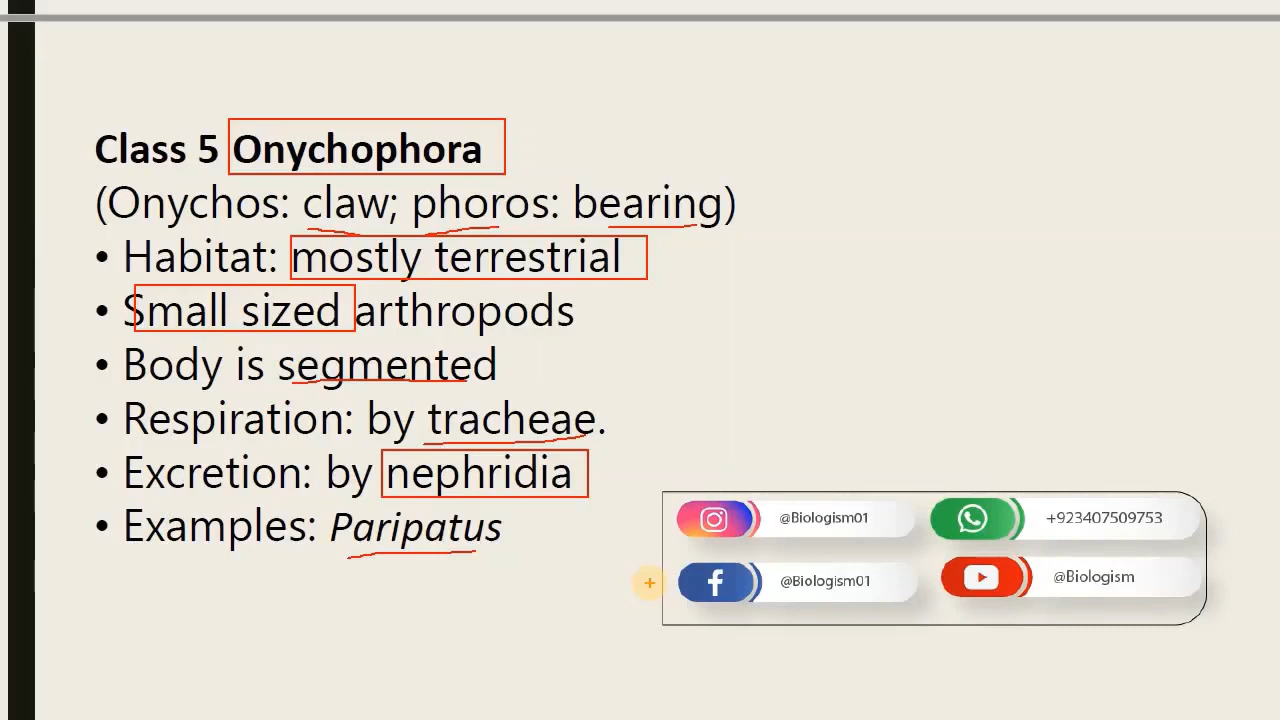 Class 5 Onychophora
(Onychos: claw; phoros: bearing)
• Habitat: mostly terrestrial
• Small sized arthropods
• Body is segmented
• Respiration: by tracheae.
• Excretion: by nephridia
• Examples: Paripatus
@Biologism01
+923407509753
@Biologism01
@Biologism